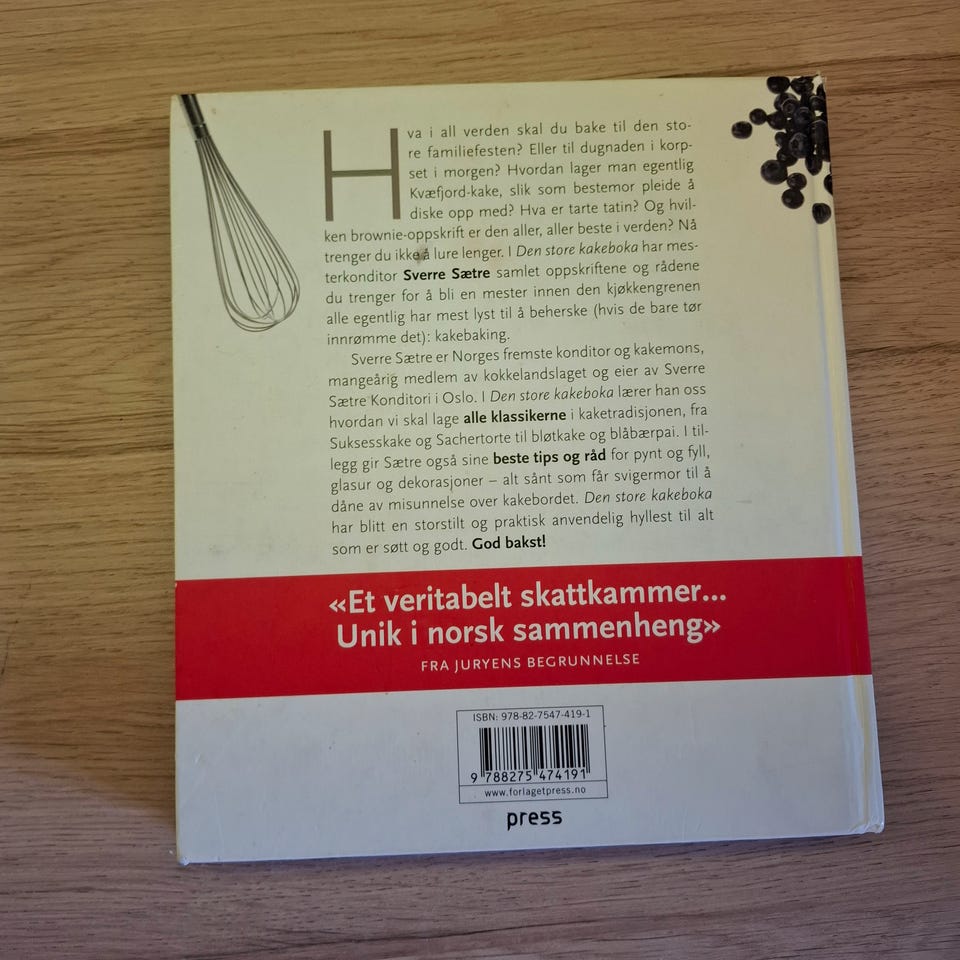 Hva i all verden skal du bake til den sto-
re familiefesten? Eller til dugnaden i korp-
set i morgen? Hvordan lager man egentlig
Kvæfjord-kake, slik som bestemor pleide å
diske opp med? Hva er tarte tatin? Og hvil-
ken brownie-oppskrift er den aller, aller beste i verden? Nå
trenger du ikke å lure lenger. I Den store kakeboka har mes-
terkonditor Sverre Sætre samlet oppskriftene og rådene
du trenger for å bli en mester innen den kjøkkengrenen
alle egentlig har mest lyst til å beherske (hvis de bare tør
innrømme det): kakebaking.
Sverre Sætre er Norges fremste konditor og kakemons,
mangeårig medlem av kokkelandslaget og eier av Sverre
Sætre Konditori i Oslo. I Den store kakeboka lærer han oss
hvordan vi skal lage alle klassikerne i kaketradisjonen, fra
Suksesskake og Sachertorte til bløtkake og blåbærpai. I til-
legg gir Sætre også sine beste tips og råd for pynt og fyll,
glasur og dekorasjoner – alt sånt som får svigermor til å
dåne av misunnelse over kakebordet. Den store kakeboka
har blitt en storstilt og praktisk anvendelig hyllest til alt
som er søtt og godt. God bakst!
«Et veritabelt skattkammer...
Unik i norsk sammenheng»
FRA JURYENS BEGRUNNELSE
ISBN: 978-82-7547-419-1
9 788275 474191
www.forlagetpress.no
press